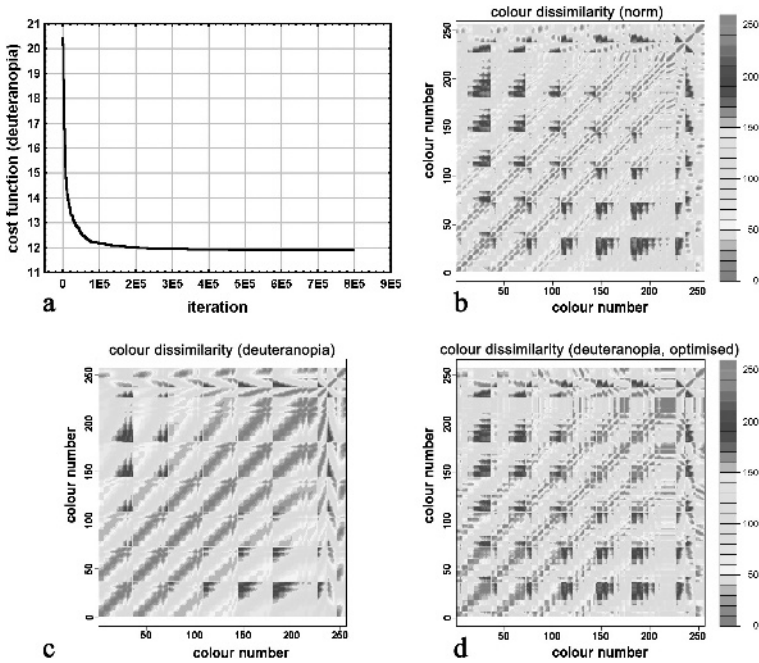 21
20
19
18
17
16
15
14
13
12
11
cost function (deuteranopia)
0 1E5 2E5 3E5 4E5 5E5 6E5 7E5 8E5 9E5
iteration
a
colour dissimilarity (norm)
250
200
150
100
50
0
colour number
50 100 150 200 250
colour number
250
200
150
100
50
0
b
colour dissimilarity (deuteranopia)
250
200
150
100
50
0
colour number
50 100 150 200 250
colour number
c
colour dissimilarity (deuteranopia, optimised)
250
200
150
100
50
0
colour number
50 100 150 200 250
colour number
250
200
150
100
50
0
d